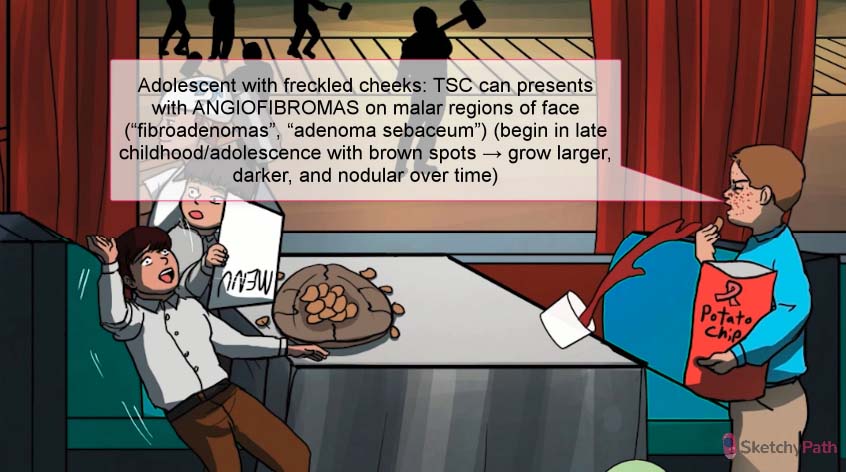 Adolescent with freckled cheeks: TSC can presents
with ANGIOFIBROMAS on malar regions of face
(“fibroadenomas”, “adenoma sebaceum”) (begin in late
childhood/adolescence with brown spots → grow larger,
darker, and nodular over time)
MENU
Potato
Chip
SketchyPath